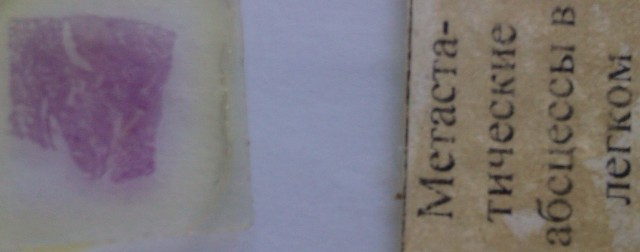 Метаста-
тические
абсцессы в
легком